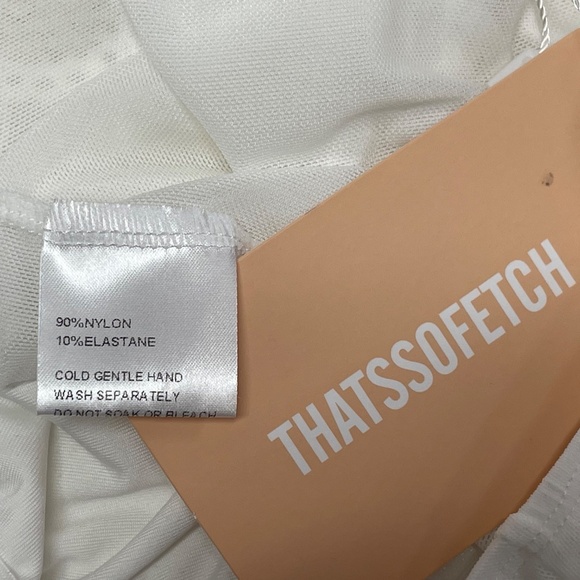 90%NYLON
10%ELASTANE
COLD GENTLE HAND
WASH SEPARATELY
DO NOT SOAK OR BLEACH
THATSSOFETCH